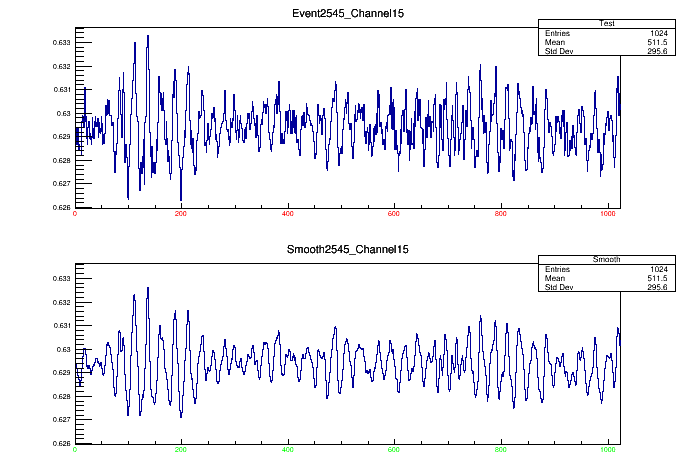 Event2545_Channel15
Test
Entries 1024
Mean 511.5
Std Dev 295.6
0.633
0.632
0.631
0.63
0.629
0.628
0.627
0.626
0 200 400 600 800 1000
Smooth2545_Channel15
Smooth
Entries 1024
Mean 511.5
Std Dev 295.6
0.633
0.632
0.631
0.63
0.629
0.628
0.627
0.626
0 200 400 600 800 1000